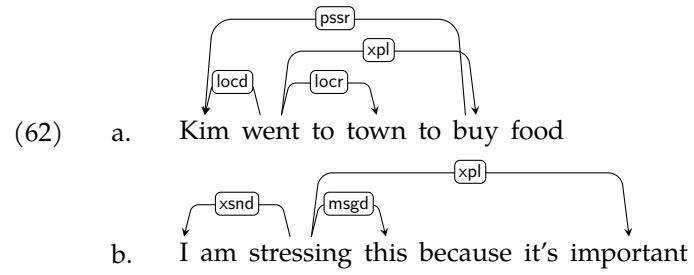 pssr
xpl
locd locr
(62) a. Kim went to town to buy food
xpl
xsnd msgd
b. I am stressing this because it's important